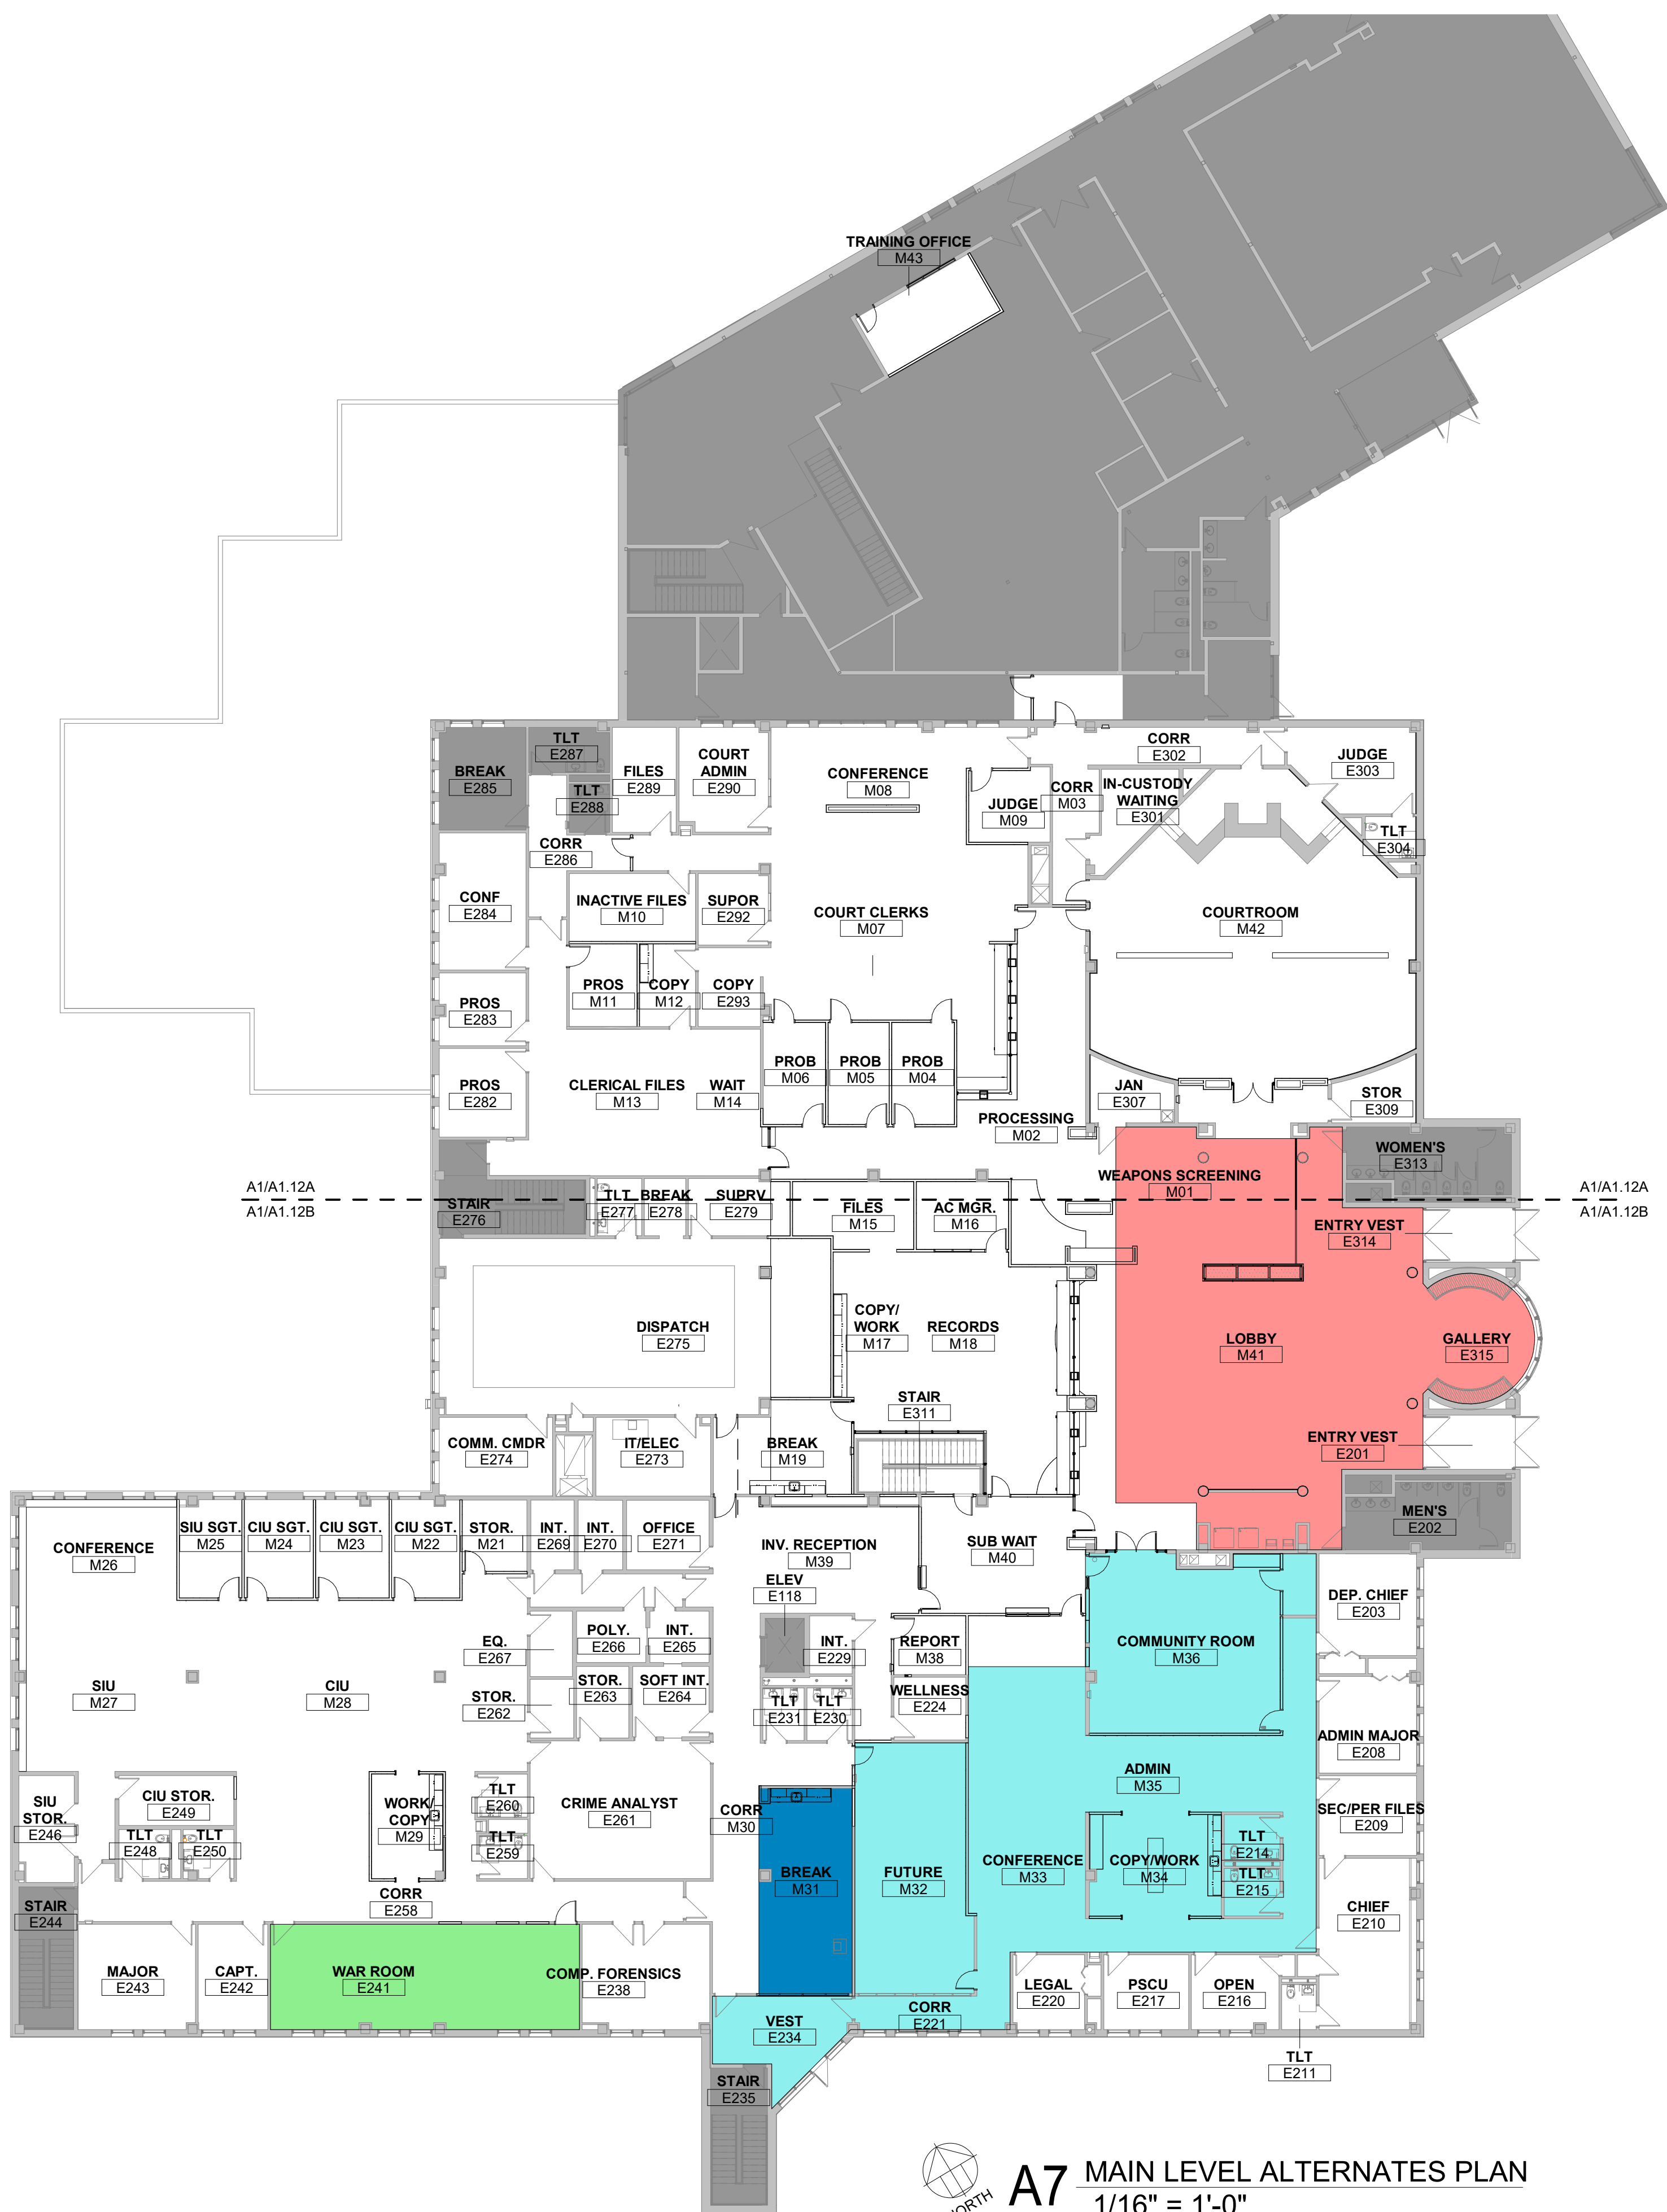 TRAINING OFFICE
M43
BREAK
E285
TLT
E287
TLT
E288
FILES
E289
COURT
ADMIN
E290
CONFERENCE
M08
JUDGE
M09
CORR
M03
CORR
E302
IN-CUSTODY
WAITING
E301
JUDGE
E303
TLT
E304
CORR
E286
CONF
E284
INACTIVE FILES
M10
SUPOR
E292
COURT CLERKS
M07
COURTROOM
M42
PROS
E283
PROS
M11
COPY
M12
COPY
E293
PROS
E282
CLERICAL FILES
M13
WAIT
M14
PROB
M06
PROB
M05
PROB
M04
PROCESSING
M02
JAN
E307
STOR
E309
WOMEN'S
E313
WEAPONS SCREENING
M01
A1/A1.12A
A1/A1.12B
A1/A1.12A
A1/A1.12B
STAIR
E276
TLT
E277
BREAK
E278
SUPRV
E279
FILES
M15
AC MGR.
M16
ENTRY VEST
E314
DISPATCH
E275
COPY/
WORK
M17
RECORDS
M18
LOBBY
M41
GALLERY
E315
STAIR
E311
COMM. CMDR
E274
IT/ELEC
E273
BREAK
M19
ENTRY VEST
E201
MEN'S
E202
CONFERENCE
M26
SIU SGT.
M25
CIU SGT.
M24
CIU SGT.
M23
CIU SGT.
M22
STOR.
M21
INT.
E269
INT.
E270
OFFICE
E271
INV. RECEPTION
M39
SUB WAIT
M40
ELEV
E118
DEP. CHIEF
E203
EQ.
E267
POLY.
E266
INT.
E265
INT.
E229
REPORT
M38
COMMUNITY ROOM
M36
SIU
M27
CIU
M28
STOR.
E262
STOR.
E263
SOFT INT.
E264
TLT
E231
TLT
E230
WELLNESS
E224
ADMIN MAJOR
E208
SIU
STOR.
E246
CIU STOR.
E249
TLT
E248
TLT
E250
WORK/
COPY
M29
TLT
E260
TLT
E259
CRIME ANALYST
E261
CORR
M30
ADMIN
M35
SEC/PER FILES
E209
BREAK
M31
FUTURE
M32
CONFERENCE
M33
COPY/WORK
M34
TLT
E214
TLT
E215
CHIEF
E210
STAIR
E244
CORR
E258
MAJOR
E243
CAPT.
E242
WAR ROOM
E241
COMP. FORENSICS
E238
LEGAL
E220
PSCU
E217
OPEN
E216
VEST
E234
CORR
E221
TLT
E211
STAIR
E235
NORTH
A7 MAIN LEVEL ALTERNATES PLAN
1/16" = 1'-0"